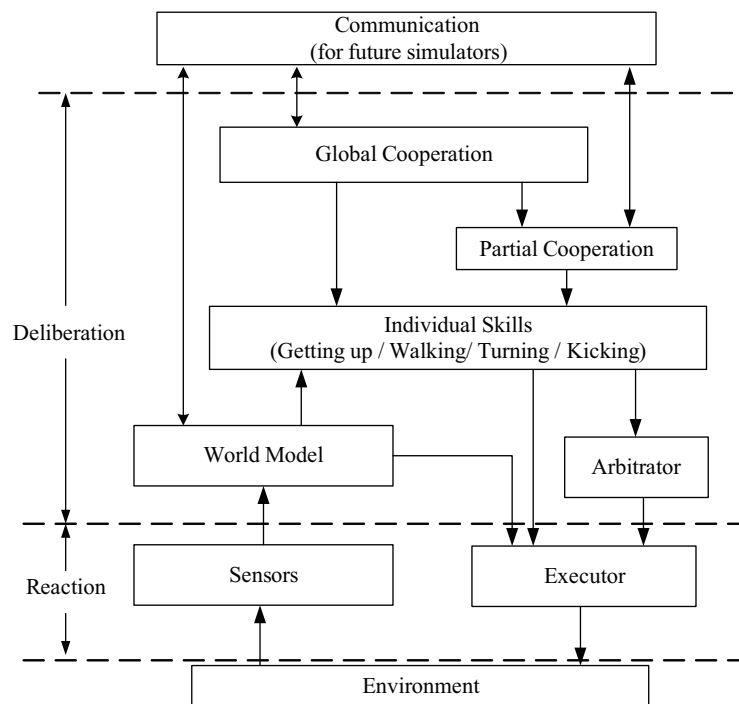 Communication
(for future simulators)
Global Cooperation
Partial Cooperation
Individual Skills
(Getting up / Walking/ Turning / Kicking)
Deliberation
World Model
Arbitrator
Sensors
Executor
Reaction
Environment